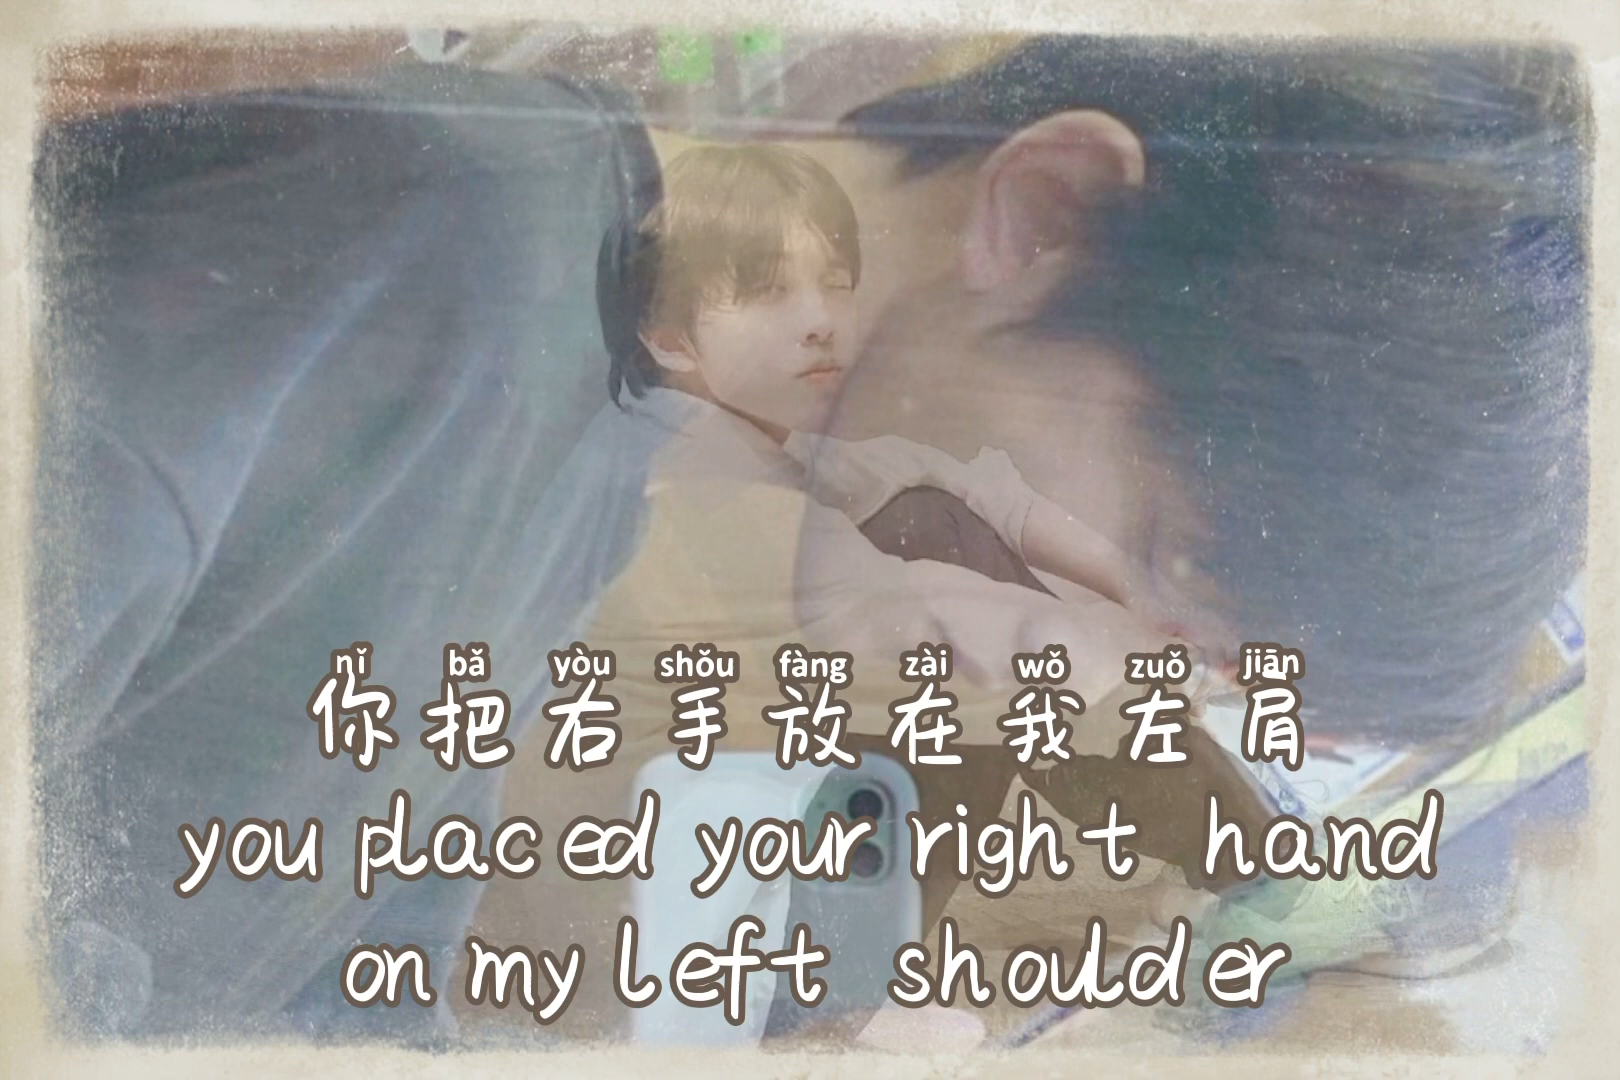 nǐ bǎ yòu shǒu fàng zài wǒ zuǒ jiān
你把右手放在我左肩
you placed your right hand
on my left shoulder